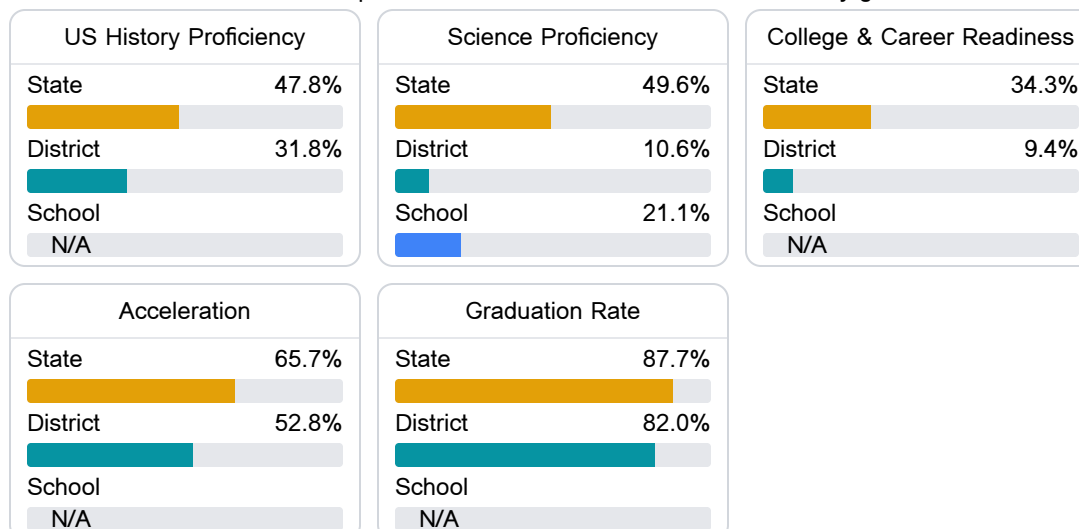 US History Proficiency
State 47.8%
District 31.8%
School
N/A
Science Proficiency
State 49.6%
District 10.6%
School 21.1%
College & Career Readiness
State 34.3%
District 9.4%
School
N/A
Acceleration
State 65.7%
District 52.8%
School
N/A
Graduation Rate
State 87.7%
District 82.0%
School
N/A